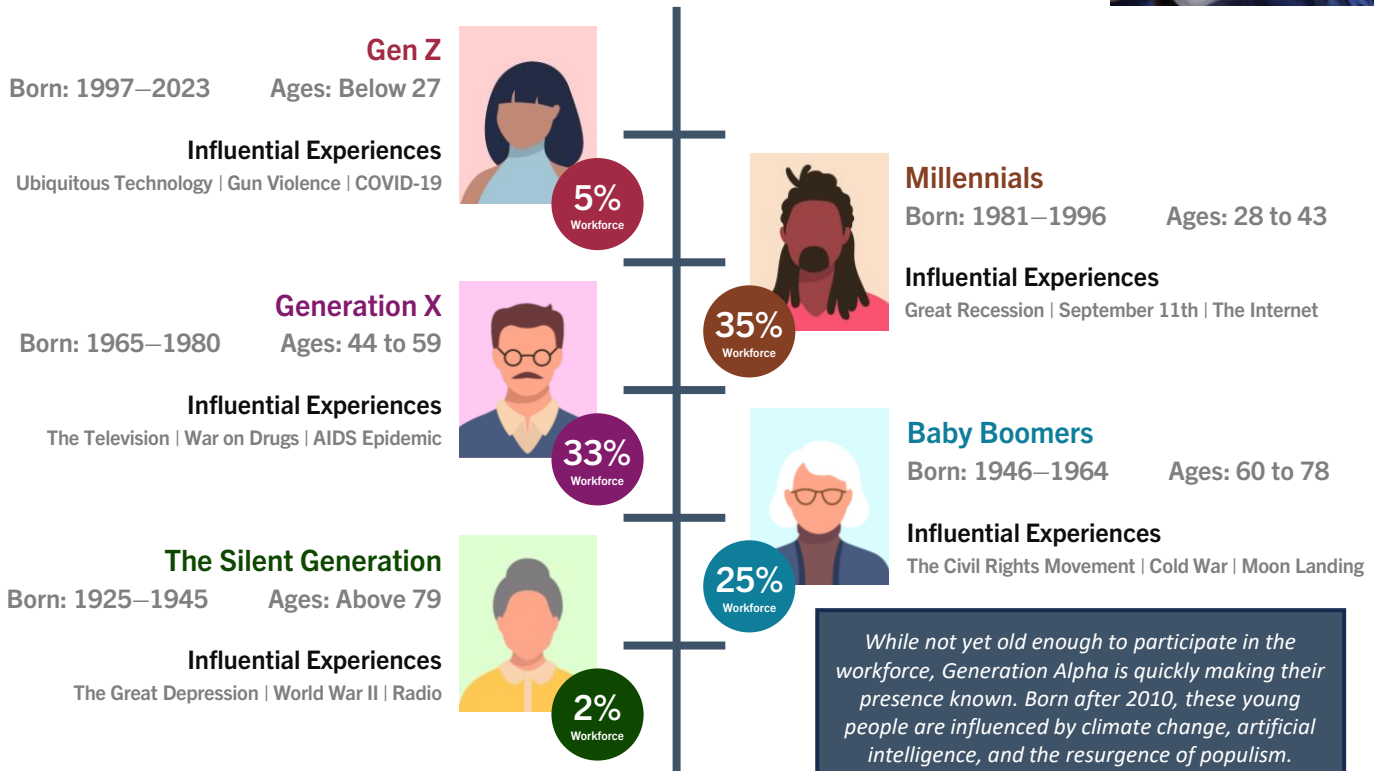 Gen Z
Born: 1997–2023 Ages: Below 27
Influential Experiences
Ubiquitous Technology | Gun Violence | COVID-19
5%
Workforce
Millennials
Born: 1981–1996 Ages: 28 to 43
Influential Experiences
Great Recession | September 11th | The Internet
35%
Workforce
Generation X
Born: 1965–1980 Ages: 44 to 59
Influential Experiences
The Television | War on Drugs | AIDS Epidemic
33%
Workforce
Baby Boomers
Born: 1946–1964 Ages: 60 to 78
Influential Experiences
The Civil Rights Movement | Cold War | Moon Landing
25%
Workforce
The Silent Generation
Born: 1925–1945 Ages: Above 79
Influential Experiences
The Great Depression | World War II | Radio
2%
Workforce
While not yet old enough to participate in the
workforce, Generation Alpha is quickly making their
presence known. Born after 2010, these young
people are influenced by climate change, artificial
intelligence, and the resurgence of populism.